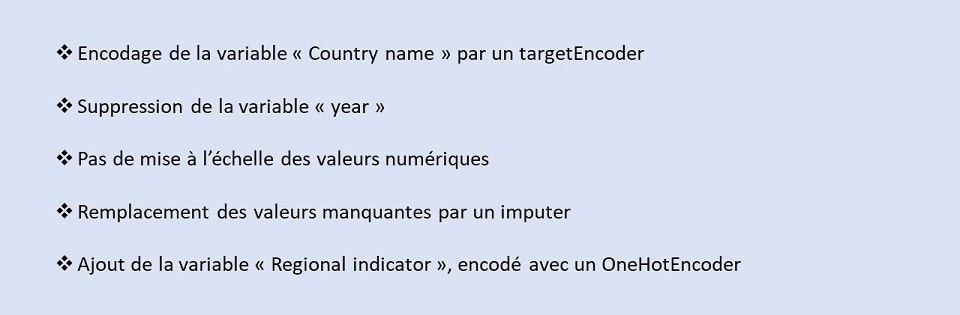 ❖ Encodage de la variable « Country name » par un targetEncoder
❖ Suppression de la variable « year »
❖ Pas de mise à l’échelle des valeurs numériques
❖ Remplacement des valeurs manquantes par un imputer
❖ Ajout de la variable « Regional indicator », encodé avec un OneHotEncoder